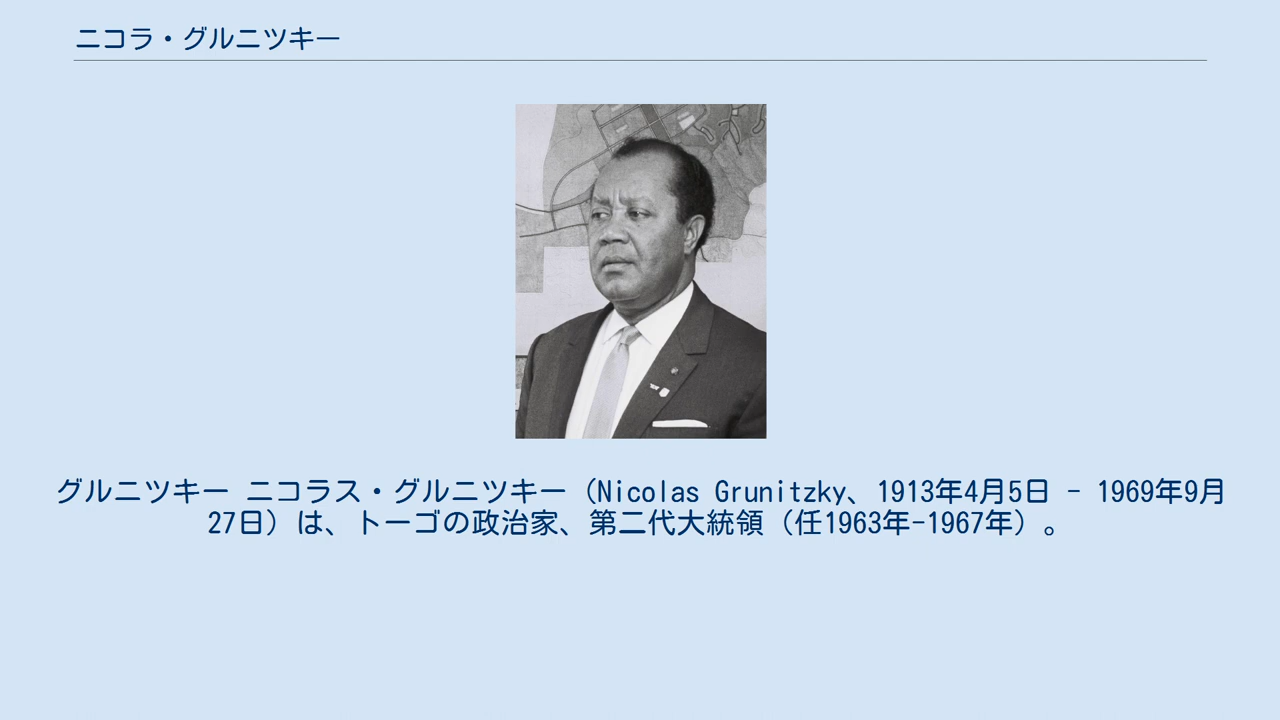 ニコラ・グルニツキー
グルニツキー ニコラス・グルニツキー（Nicolas Grunitzky、1913年4月5日 - 1969年9月
27日）は、トーゴの政治家、第二代大統領（任1963年-1967年）。